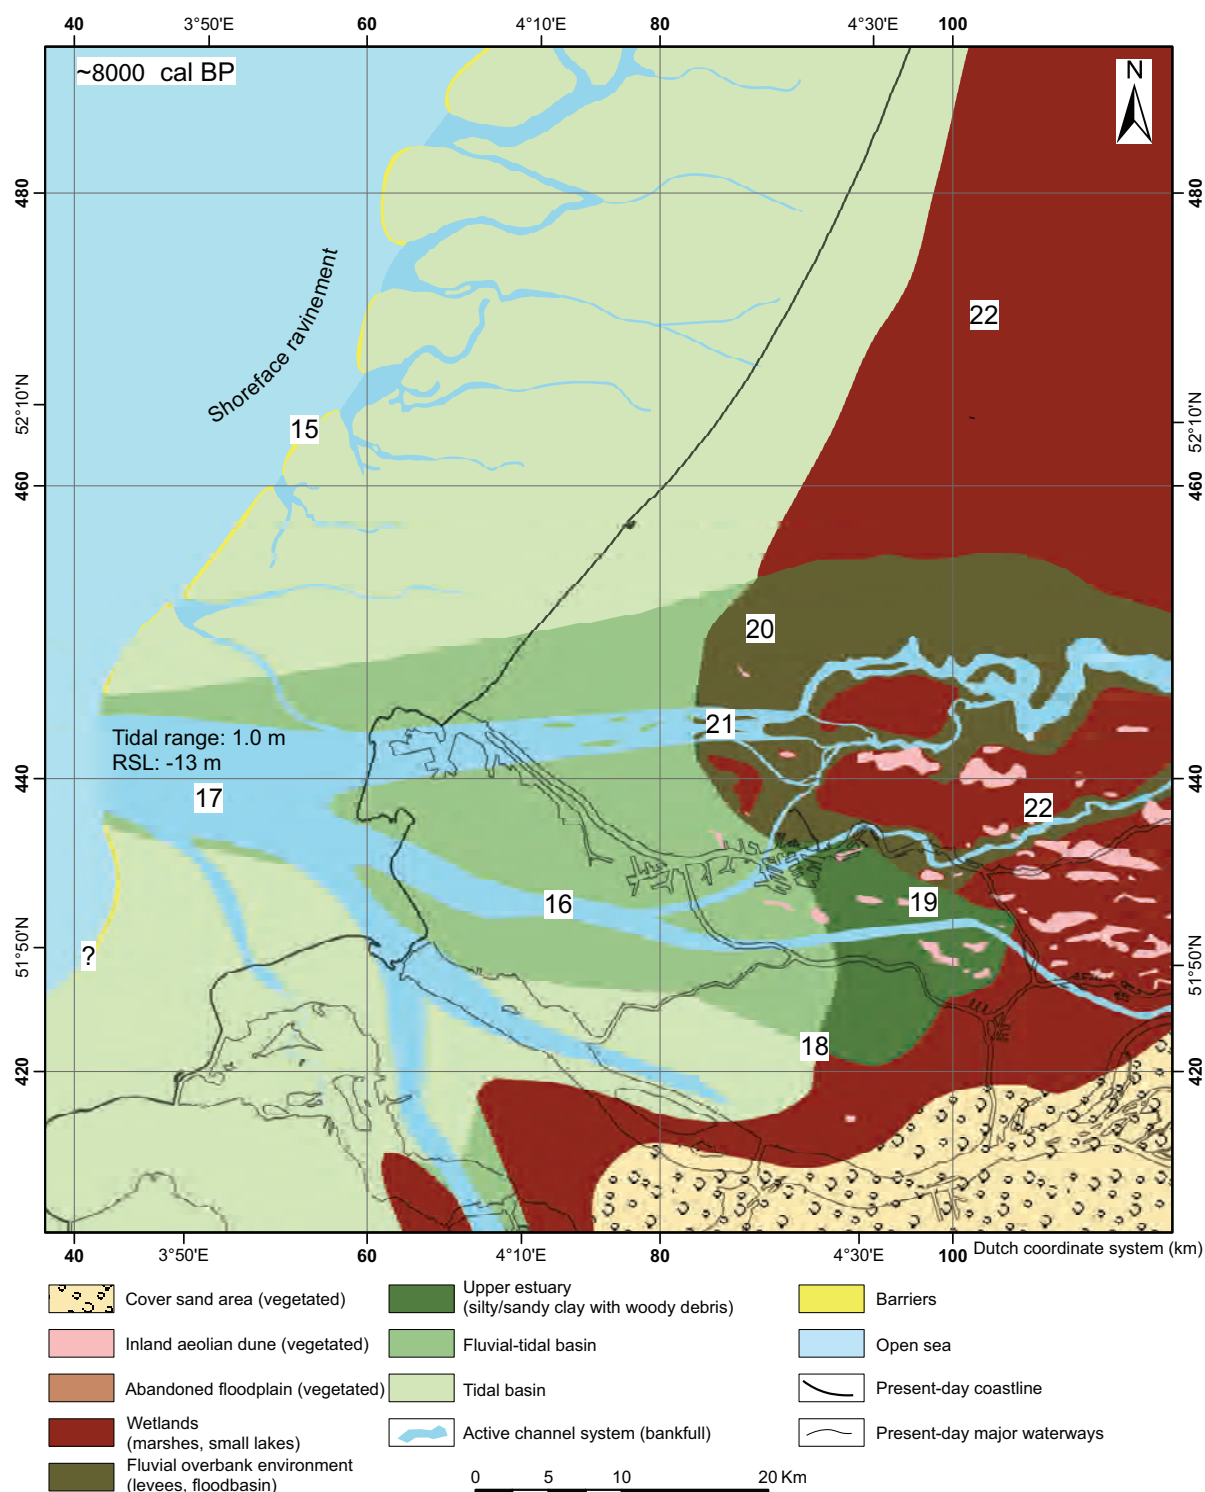 40 3°50'E 60 4°10'E 80 4°30'E 100
~8000 cal BP
N
480 480
Shoreface ravinement
22
52°10'N 52°10'N
15
460 460
20
21
Tidal range: 1.0 m
RSL: -13 m
440 440
17
22
16
19
51°50'N 51°50'N
?
18
420 420
40 3°50'E 60 4°10'E 80 4°30'E 100 Dutch coordinate system (km)
Cover sand area (vegetated)
Inland aeolian dune (vegetated)
Abandoned floodplain (vegetated)
Wetlands
(marshes, small lakes)
Fluvial overbank environment
(levees, floodbasin)
Upper estuary
(silty/sandy clay with woody debris)
Fluvial-tidal basin
Tidal basin
Active channel system (bankfull)
Barriers
Open sea
Present-day coastline
Present-day major waterways
0 5 10 20 Km